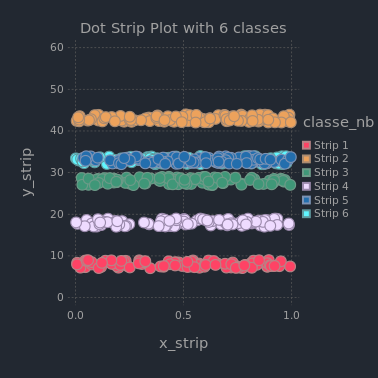 Dot Strip Plot with 6 classes
60
50
40
30
20
10
0
y_strip
0.0 0.5 1.0
x_strip
classe_nb
Strip 1
Strip 2
Strip 3
Strip 4
Strip 5
Strip 6